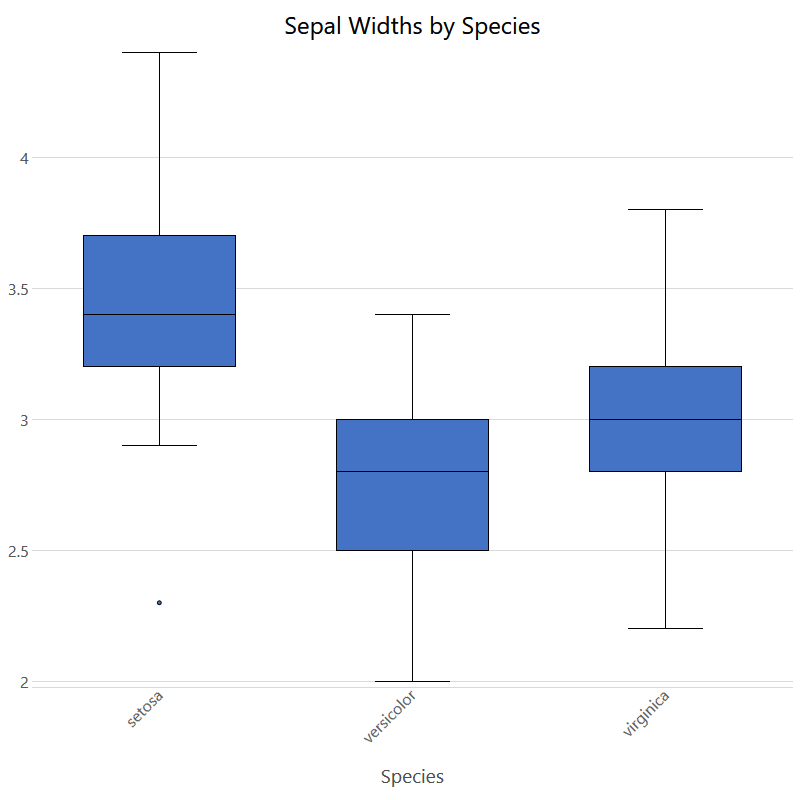 Sepal Widths by Species
4
3.5
3
2.5
2
setosa
versicolor
virginica
Species